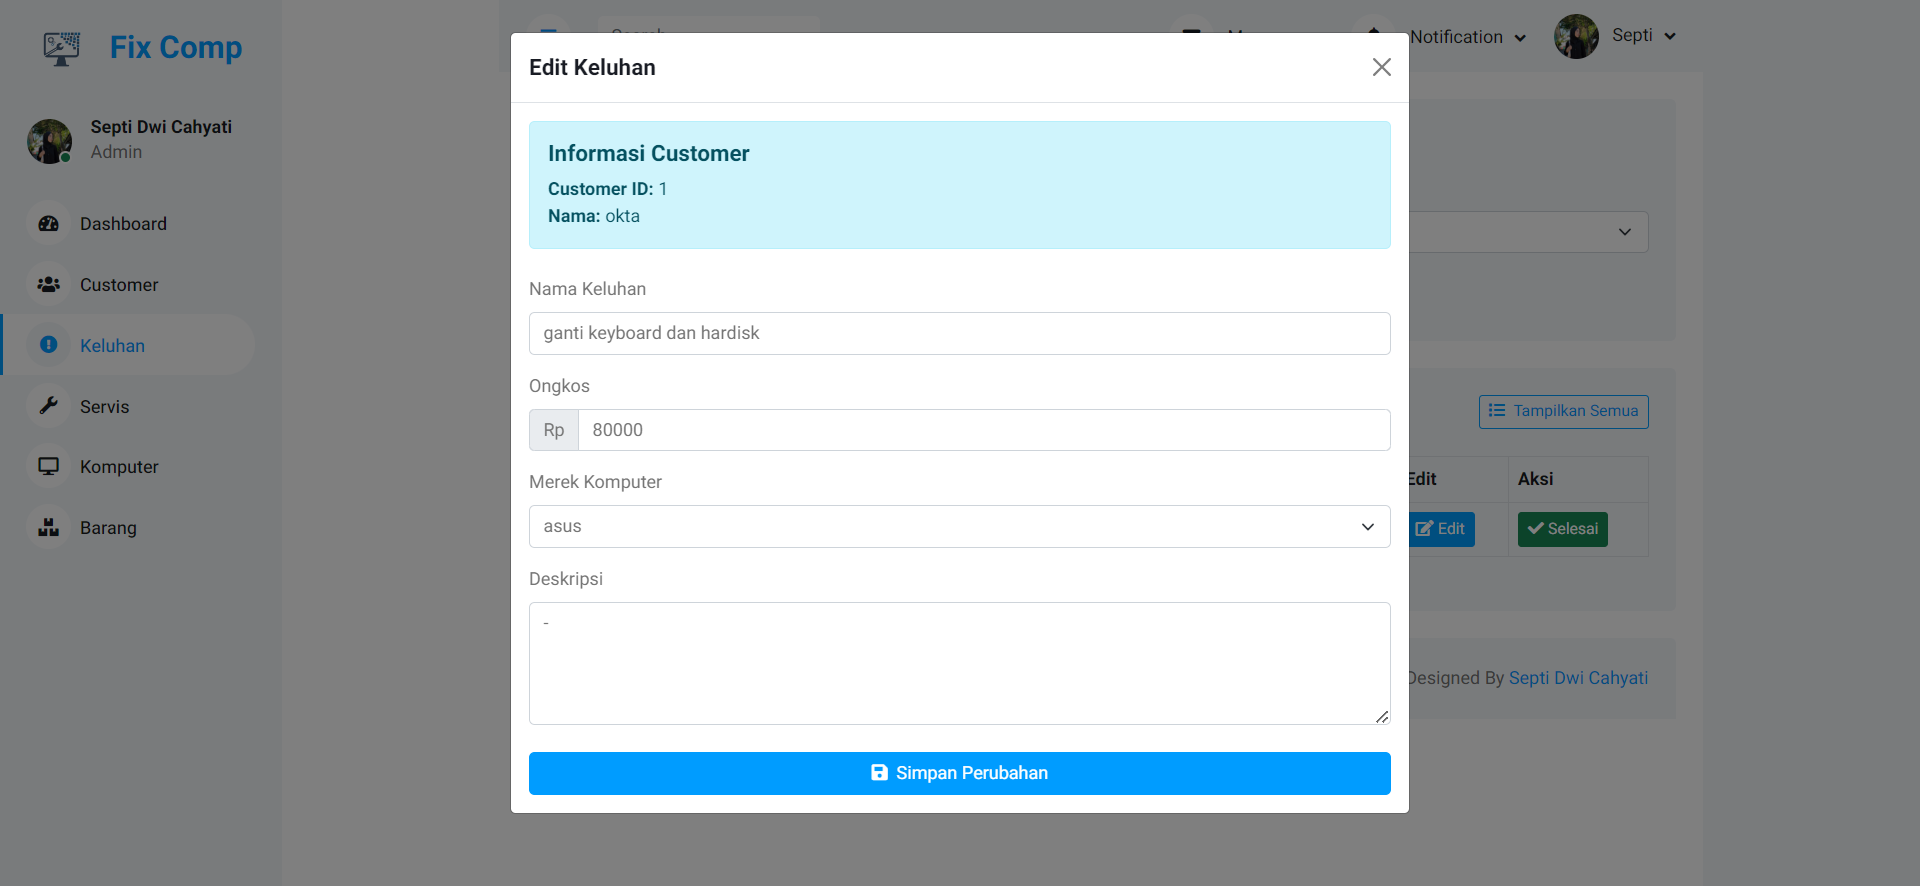 Fix Comp
Septi Dwi Cahyati
Admin
Dashboard
Customer
Keluhan
Servis
Komputer
Barang
Notification
Septi
Edit Keluhan
Informasi Customer
Customer ID: 1
Nama: okta
Nama Keluhan
ganti keyboard dan hardisk
Ongkos
Rp 80000
Merek Komputer
asus
Deskripsi
-
Simpan Perubahan
Tampilkan Semua
Edit Aksi
Edit Selesai
Designed By Septi Dwi Cahyati